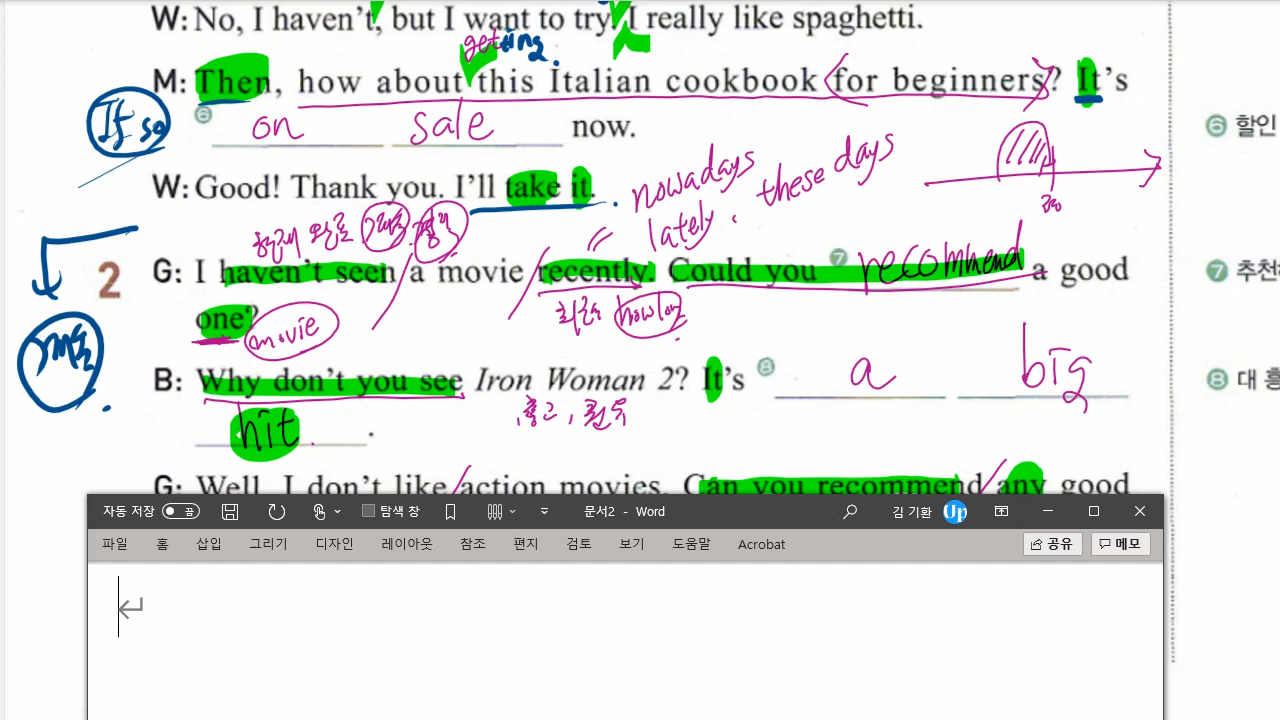 W: No, I haven't, but I want to try. I really like spaghetti.
getting.
M: Then, how about this Italian cookbook for beginners? It's
If so
⑥ on sale now.
⑥ 할인
W: Good! Thank you. I'll take it.
nowadays these days
lately.
2 G: I haven't seen a movie recently. Could you ⑦ recommend a good
⑦ 추천
one?
movie
B: Why don't you see Iron Woman 2? It's ⑧ a big
⑧ 대 흥
hit.
G: Well, I don't like action movies. Can you recommend any good
자동 저장 끔 탐색 창 문서2 - Word 김 기환 Up
파일 홈 삽입 그리기 디자인 레이아웃 참조 편지 검토 보기 도움말 Acrobat 공유 메모